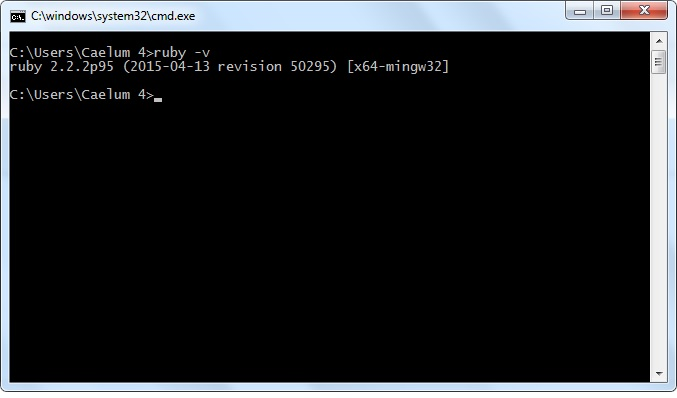 C:\windows\system32\cmd.exe
C:\Users\Caelum 4>ruby -v
ruby 2.2.2p95 (2015-04-13 revision 50295) [x64-mingw32]
C:\Users\Caelum 4>